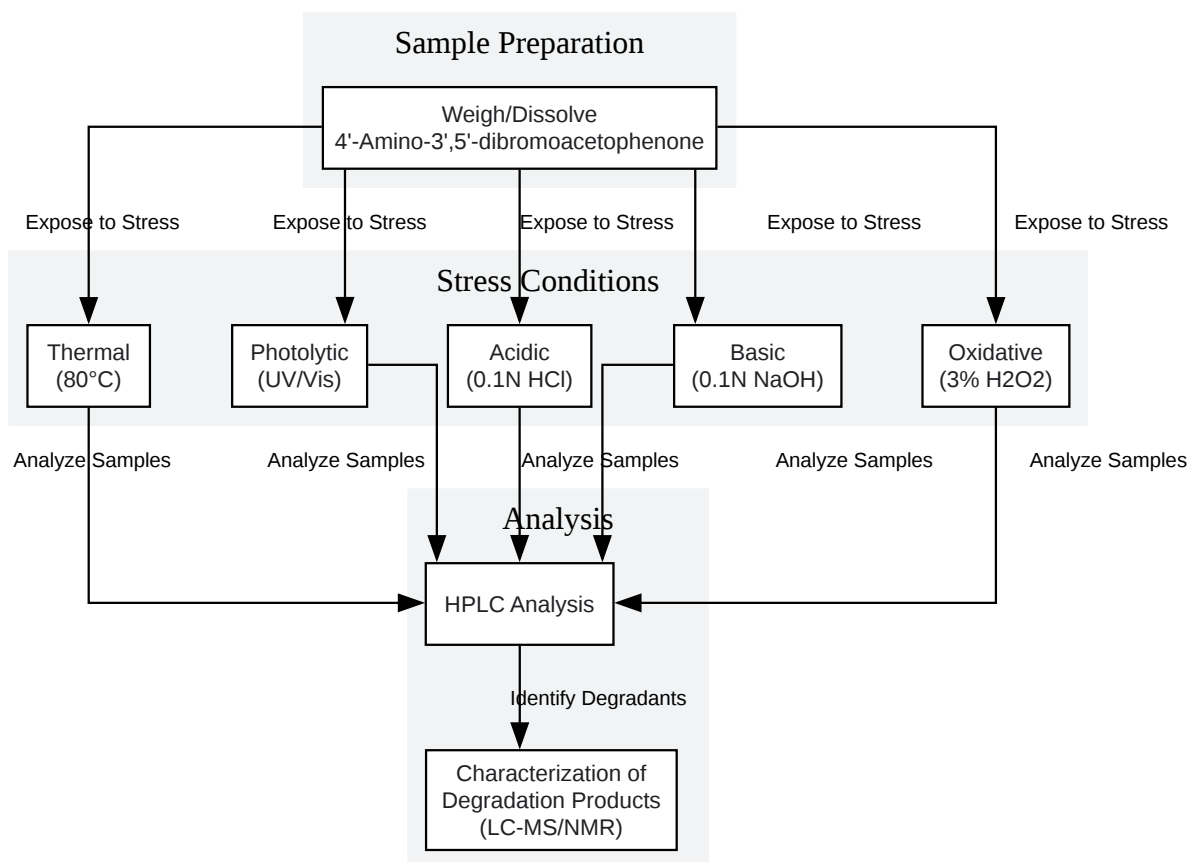 Sample Preparation
Weigh/Dissolve
4'-Amino-3',5'-dibromoacetophenone
Expose to Stress
Expose to Stress
Expose to Stress
Expose to Stress
Expose to Stress
Stress Conditions
Thermal
(80°C)
Photolytic
(UV/Vis)
Acidic
(0.1N HCl)
Basic
(0.1N NaOH)
Oxidative
(3% H2O2)
Analyze Samples
Analyze Samples
Analyze Samples
Analyze Samples
Analyze Samples
Analysis
HPLC Analysis
Identify Degradants
Characterization of
Degradation Products
(LC-MS/NMR)